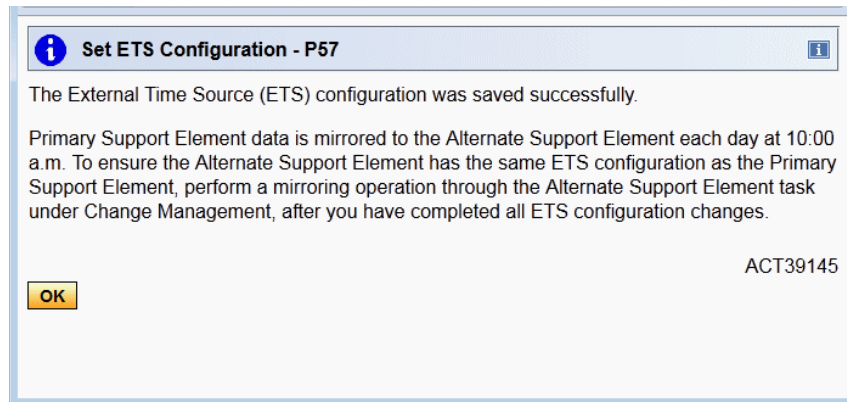 Set ETS Configuration - P57
The External Time Source (ETS) configuration was saved successfully.
Primary Support Element data is mirrored to the Alternate Support Element each day at 10:00
a.m. To ensure the Alternate Support Element has the same ETS configuration as the Primary
Support Element, perform a mirroring operation through the Alternate Support Element task
under Change Management, after you have completed all ETS configuration changes.
ACT39145
OK